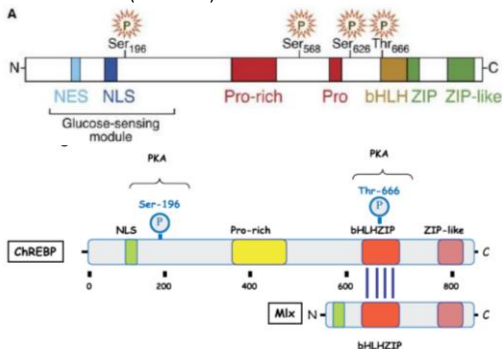 A
P P P P
Ser196 Ser568 Ser626 Thr666
N- -C
NES NLS Pro-rich Pro bHLH ZIP ZIP-like
Glucose-sensing
module
PKA PKA
Ser-196 Thr-666
P P
NLS Pro-rich bHLHZIP ZIP-like
ChREBP - C
0 200 400 600 800
Mlx N- - C
bHLHZIP